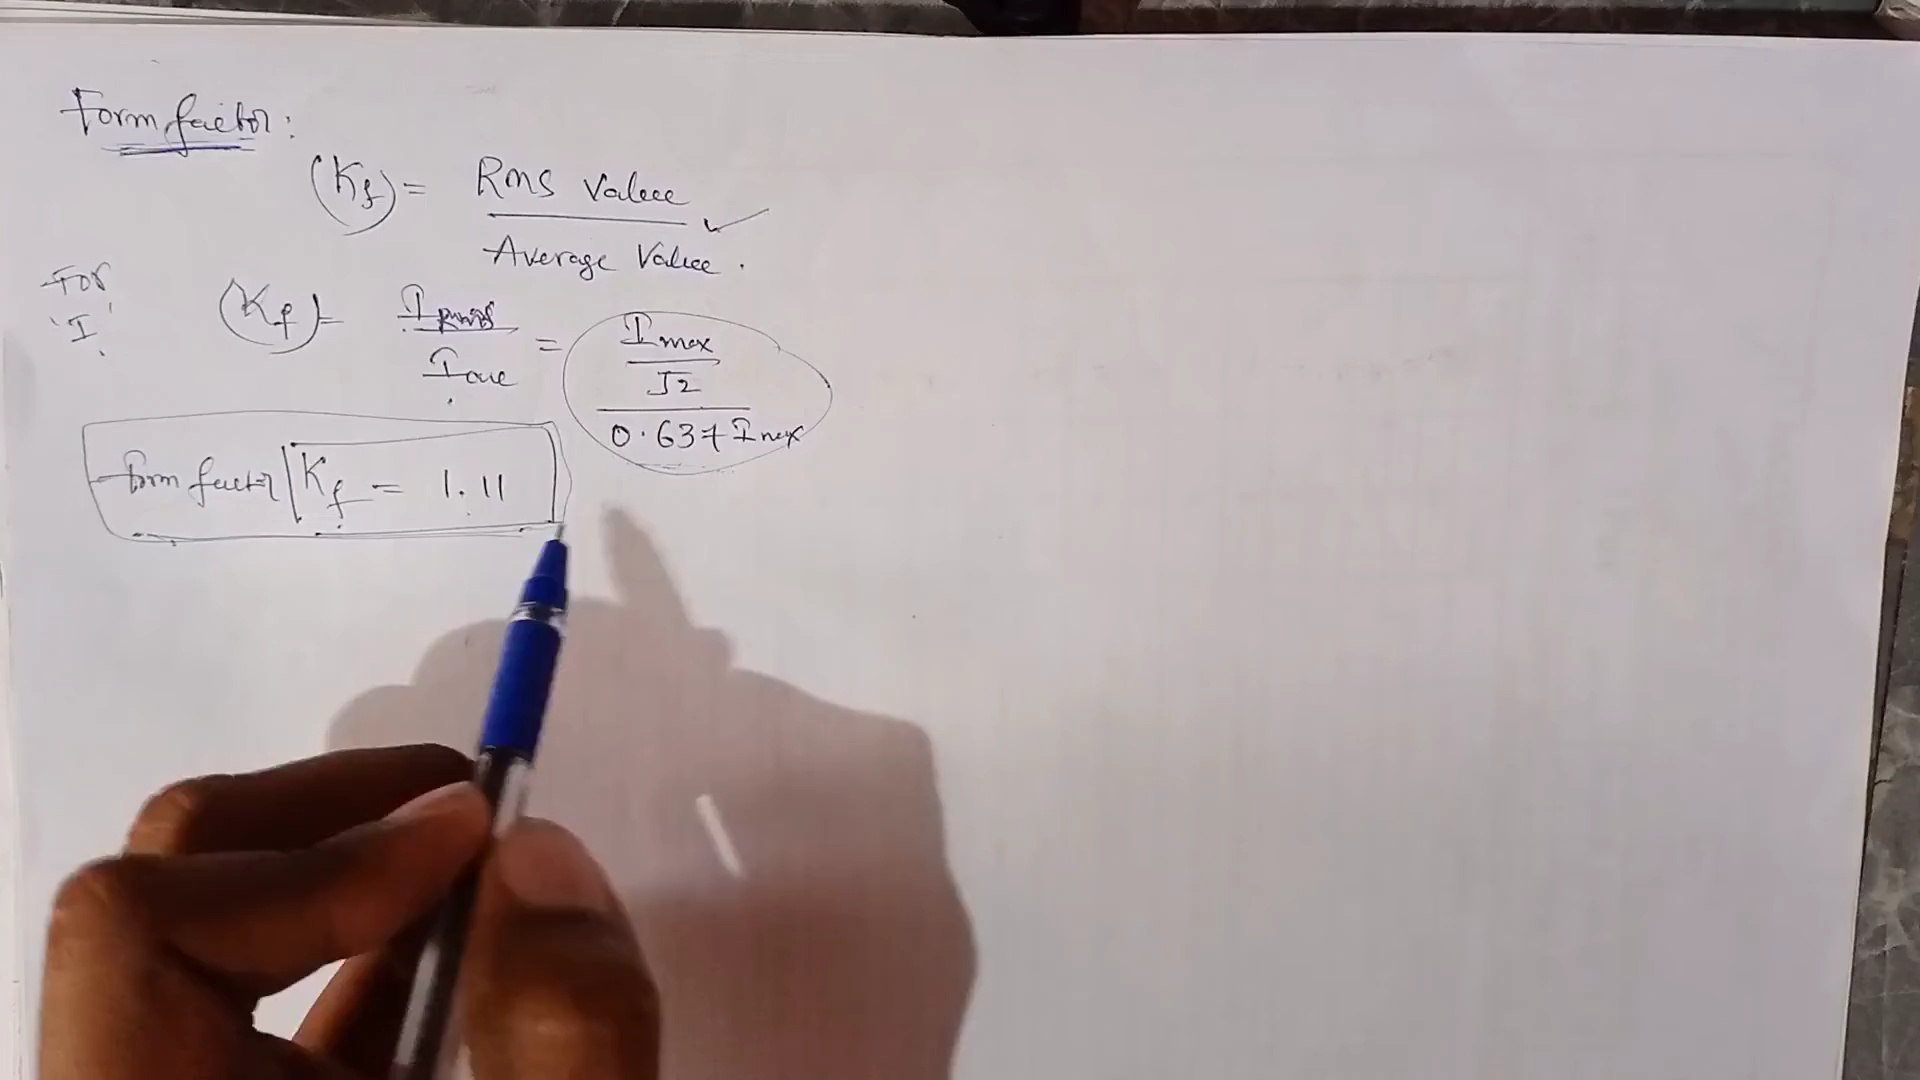 Form factor:
(Kf) = Rms Value / Average Value.
For 'I' (Kf) = Irms / Iave = Imax/√2 / 0.637 Imax
Form factor Kf = 1.11